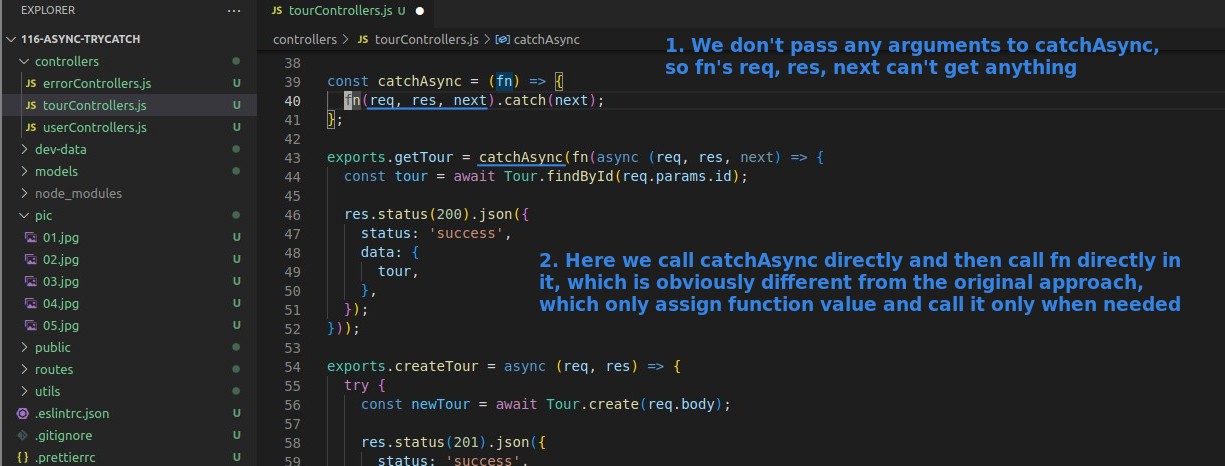 EXPLORER
...
116-ASYNC-TRYCATCH
controllers
JS errorControllers.js U
JS tourControllers.js U
JS userControllers.js U
dev-data
models
node_modules
pic
01.jpg U
02.jpg U
03.jpg U
04.jpg U
05.jpg U
public
routes
utils
.eslintrc.json U
.gitignore U
.prettierrc U
JS tourControllers.js U
controllers > JS tourControllers.js > catchAsync
1. We don't pass any arguments to catchAsync,
so fn's req, res, next can't get anything
38
39 const catchAsync = (fn) => {
40   fn(req, res, next).catch(next);
41 };
42
43 exports.getTour = catchAsync(fn(async (req, res, next) => {
44   const tour = await Tour.findById(req.params.id);
45
46   res.status(200).json({
47     status: 'success',
48     data: {
49       tour,
50     },
51   });
52 }));
2. Here we call catchAsync directly and then call fn directly in
it, which is obviously different from the original approach,
which only assign function value and call it only when needed
53
54 exports.createTour = async (req, res) => {
55   try {
56     const newTour = await Tour.create(req.body);
57
58     res.status(201).json({
59       status: 'success',